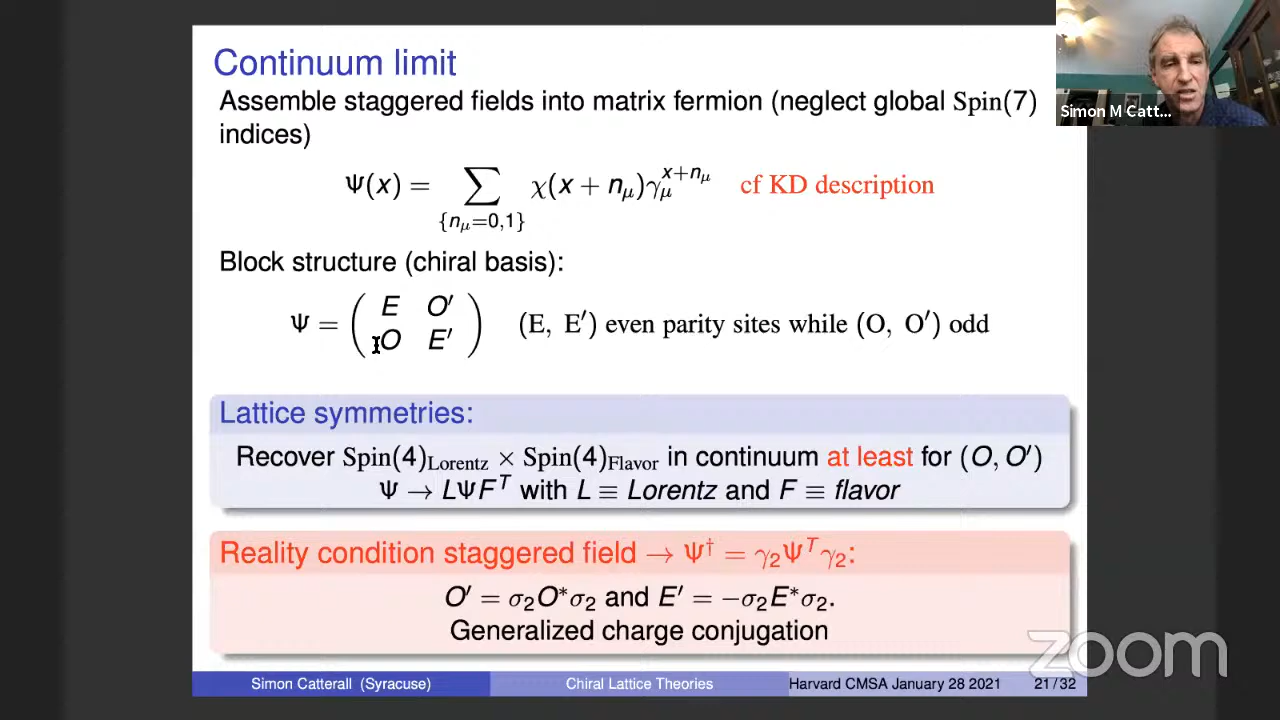 Continuum limit
Assemble staggered fields into matrix fermion (neglect global Spin(7)
indices)
Ψ(x) = ∑_{{n_μ=0,1}} χ(x + n_μ)γ_μ^{x+n_μ} cf KD description
Block structure (chiral basis):
Ψ = ( E O′ ; O E′ ) (E, E′) even parity sites while (O, O′) odd
Lattice symmetries:
Recover Spin(4)_Lorentz × Spin(4)_Flavor in continuum at least for (O, O′)
Ψ → LΨF^T with L ≡ Lorentz and F ≡ flavor
Reality condition staggered field → Ψ† = γ₂Ψ^Tγ₂:
O′ = σ₂O*σ₂ and E′ = −σ₂E*σ₂.
Generalized charge conjugation
Simon Catterall (Syracuse) Chiral Lattice Theories Harvard CMSA January 28 2021 21 / 32
Simon M Catt...
zoom